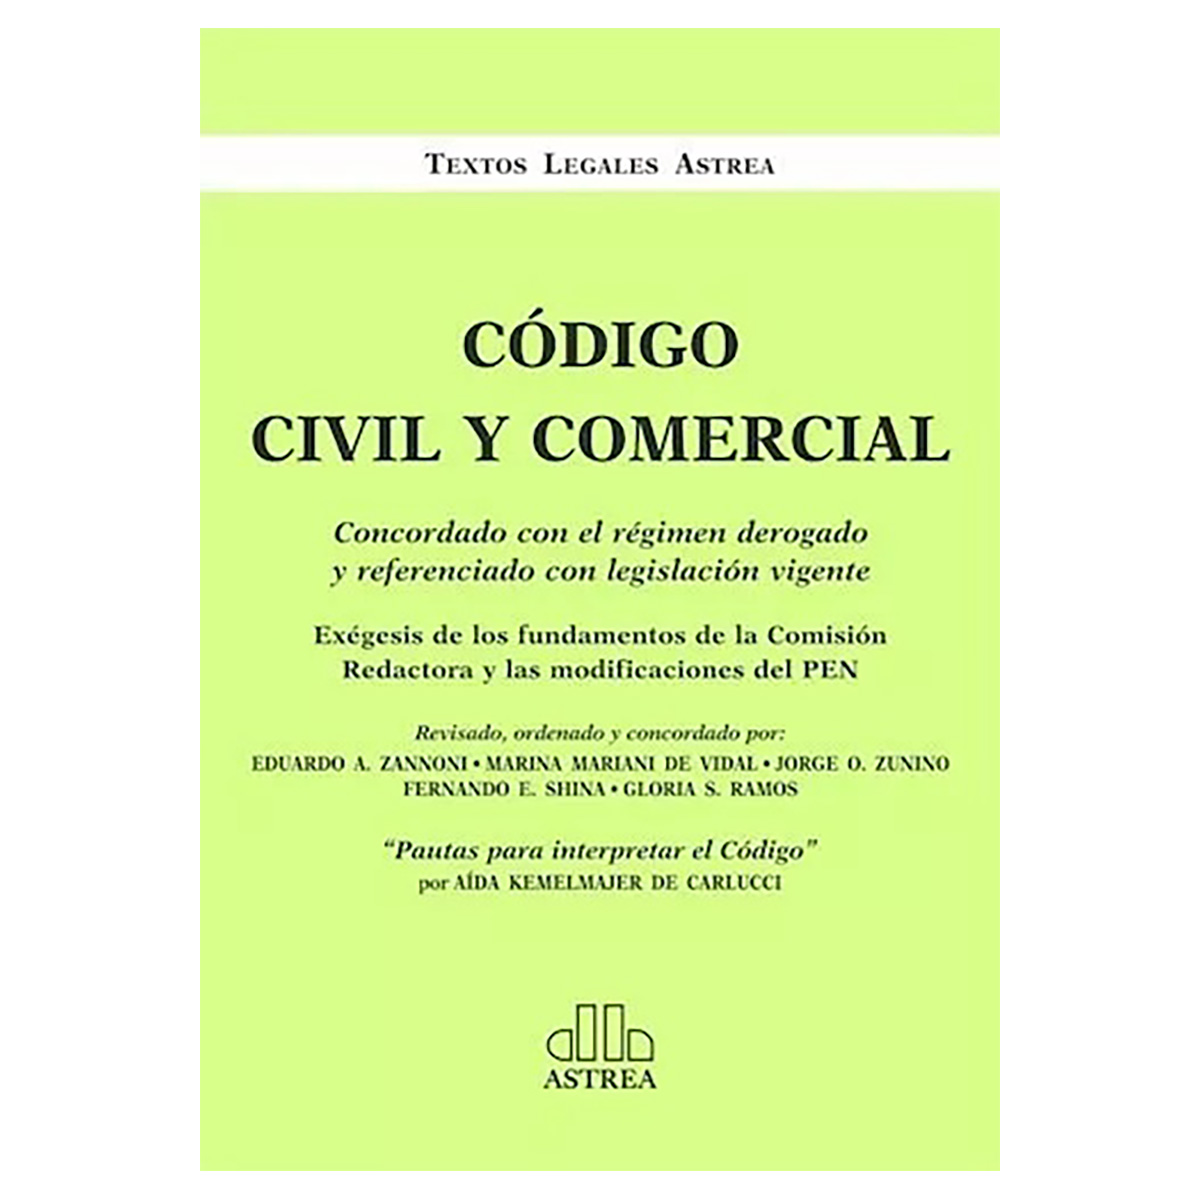 TEXTOS LEGALES ASTREA
CÓDIGO
CIVIL Y COMERCIAL
Concordado con el régimen derogado
y referenciado con legislación vigente
Exégesis de los fundamentos de la Comisión
Redactora y las modificaciones del PEN
Revisado, ordenado y concordado por:
EDUARDO A. ZANNONI • MARINA MARIANI DE VIDAL • JORGE O. ZUNINO
FERNANDO E. SHINA • GLORIA S. RAMOS
“Pautas para interpretar el Código”
por AÍDA KEMELMAJER DE CARLUCCI
ASTREA